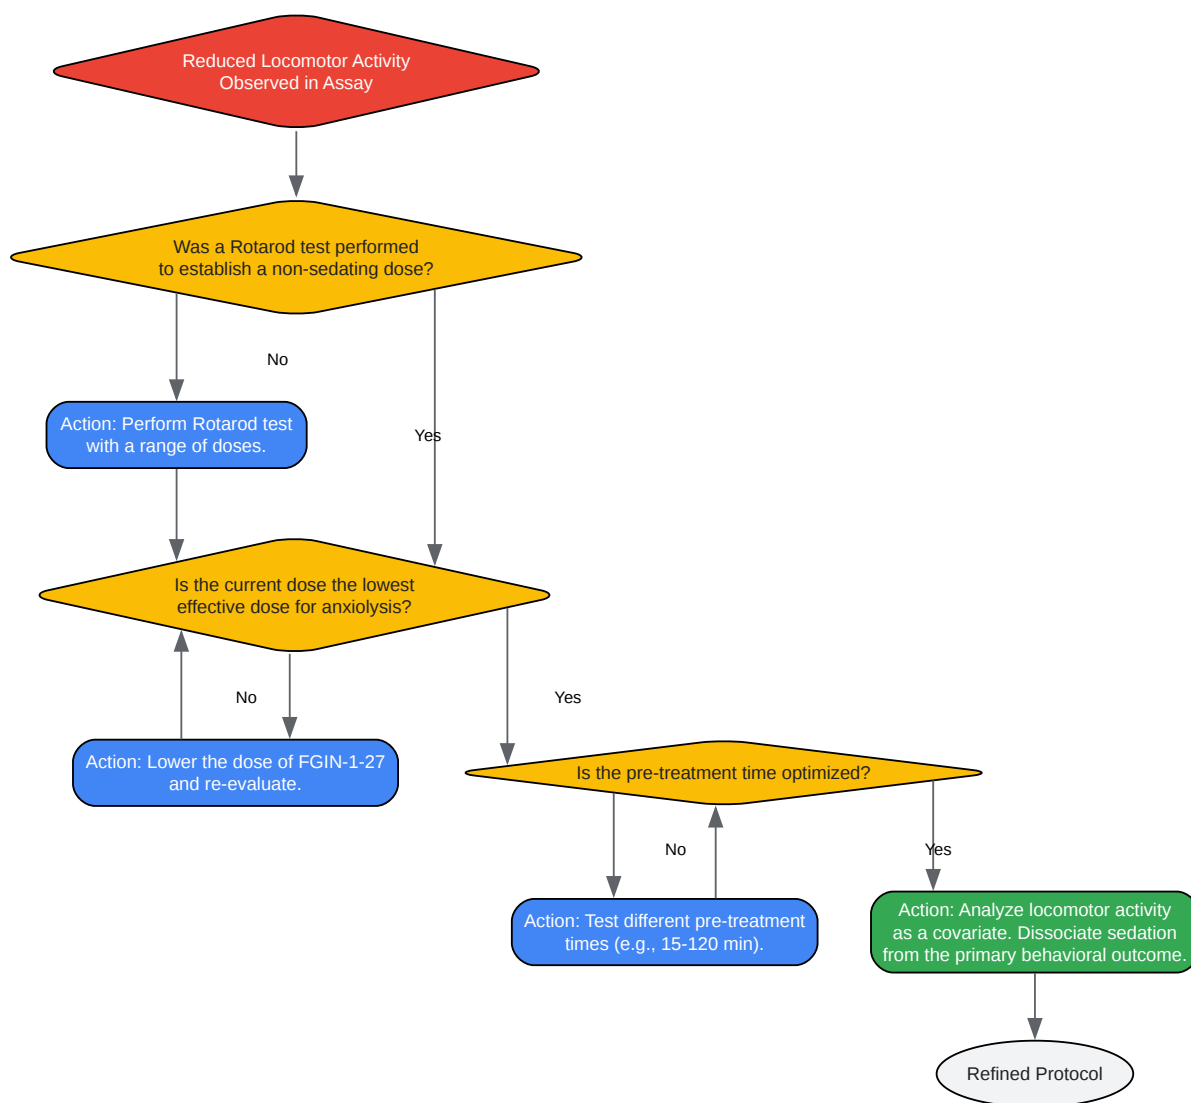 Reduced Locomotor Activity
Observed in Assay
Was a Rotarod test performed
to establish a non-sedating dose?
No
Action: Perform Rotarod test
with a range of doses.
Yes
Is the current dose the lowest
effective dose for anxiolysis?
No
Yes
Action: Lower the dose of FGIN-1-27
and re-evaluate.
Is the pre-treatment time optimized?
No
Yes
Action: Test different pre-treatment
times (e.g., 15-120 min).
Action: Analyze locomotor activity
as a covariate. Dissociate sedation
from the primary behavioral outcome.
Refined Protocol